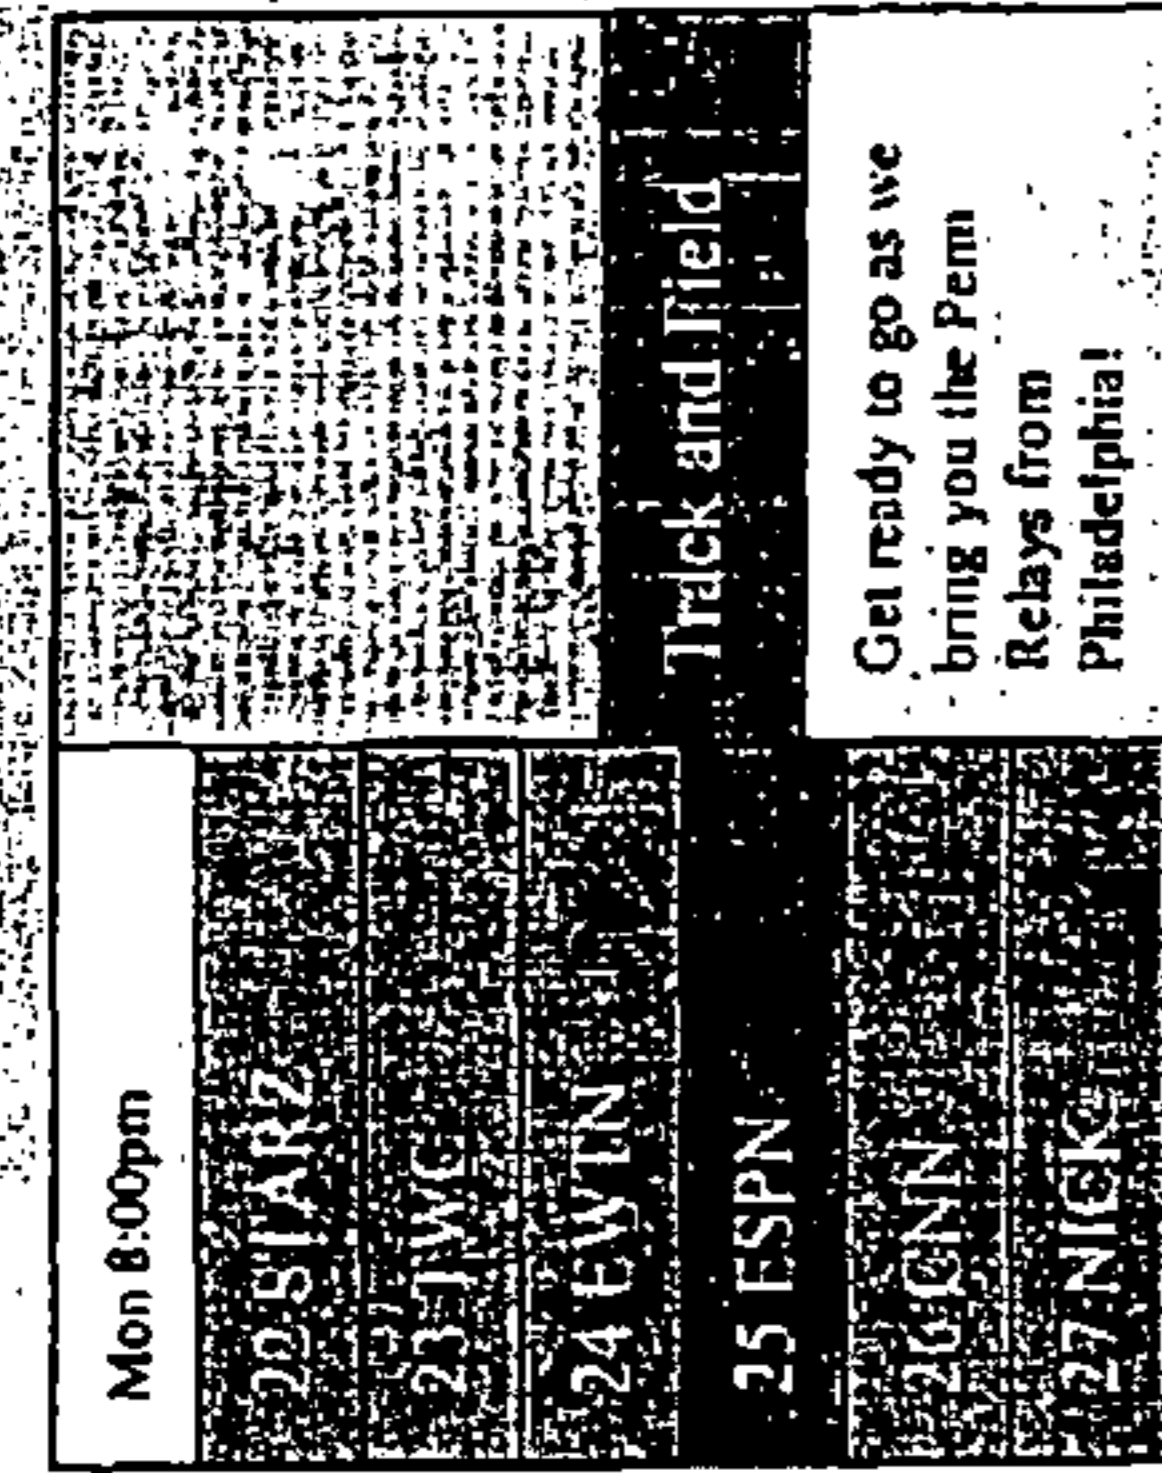 Mon 8:00pm
22 STARZ
23 TWC
24 EWTN
25 ESPN
26 CNN
27 NICK
Track and Field
Get ready to go as we
bring you the Penn
Relays from
Philadelphia!